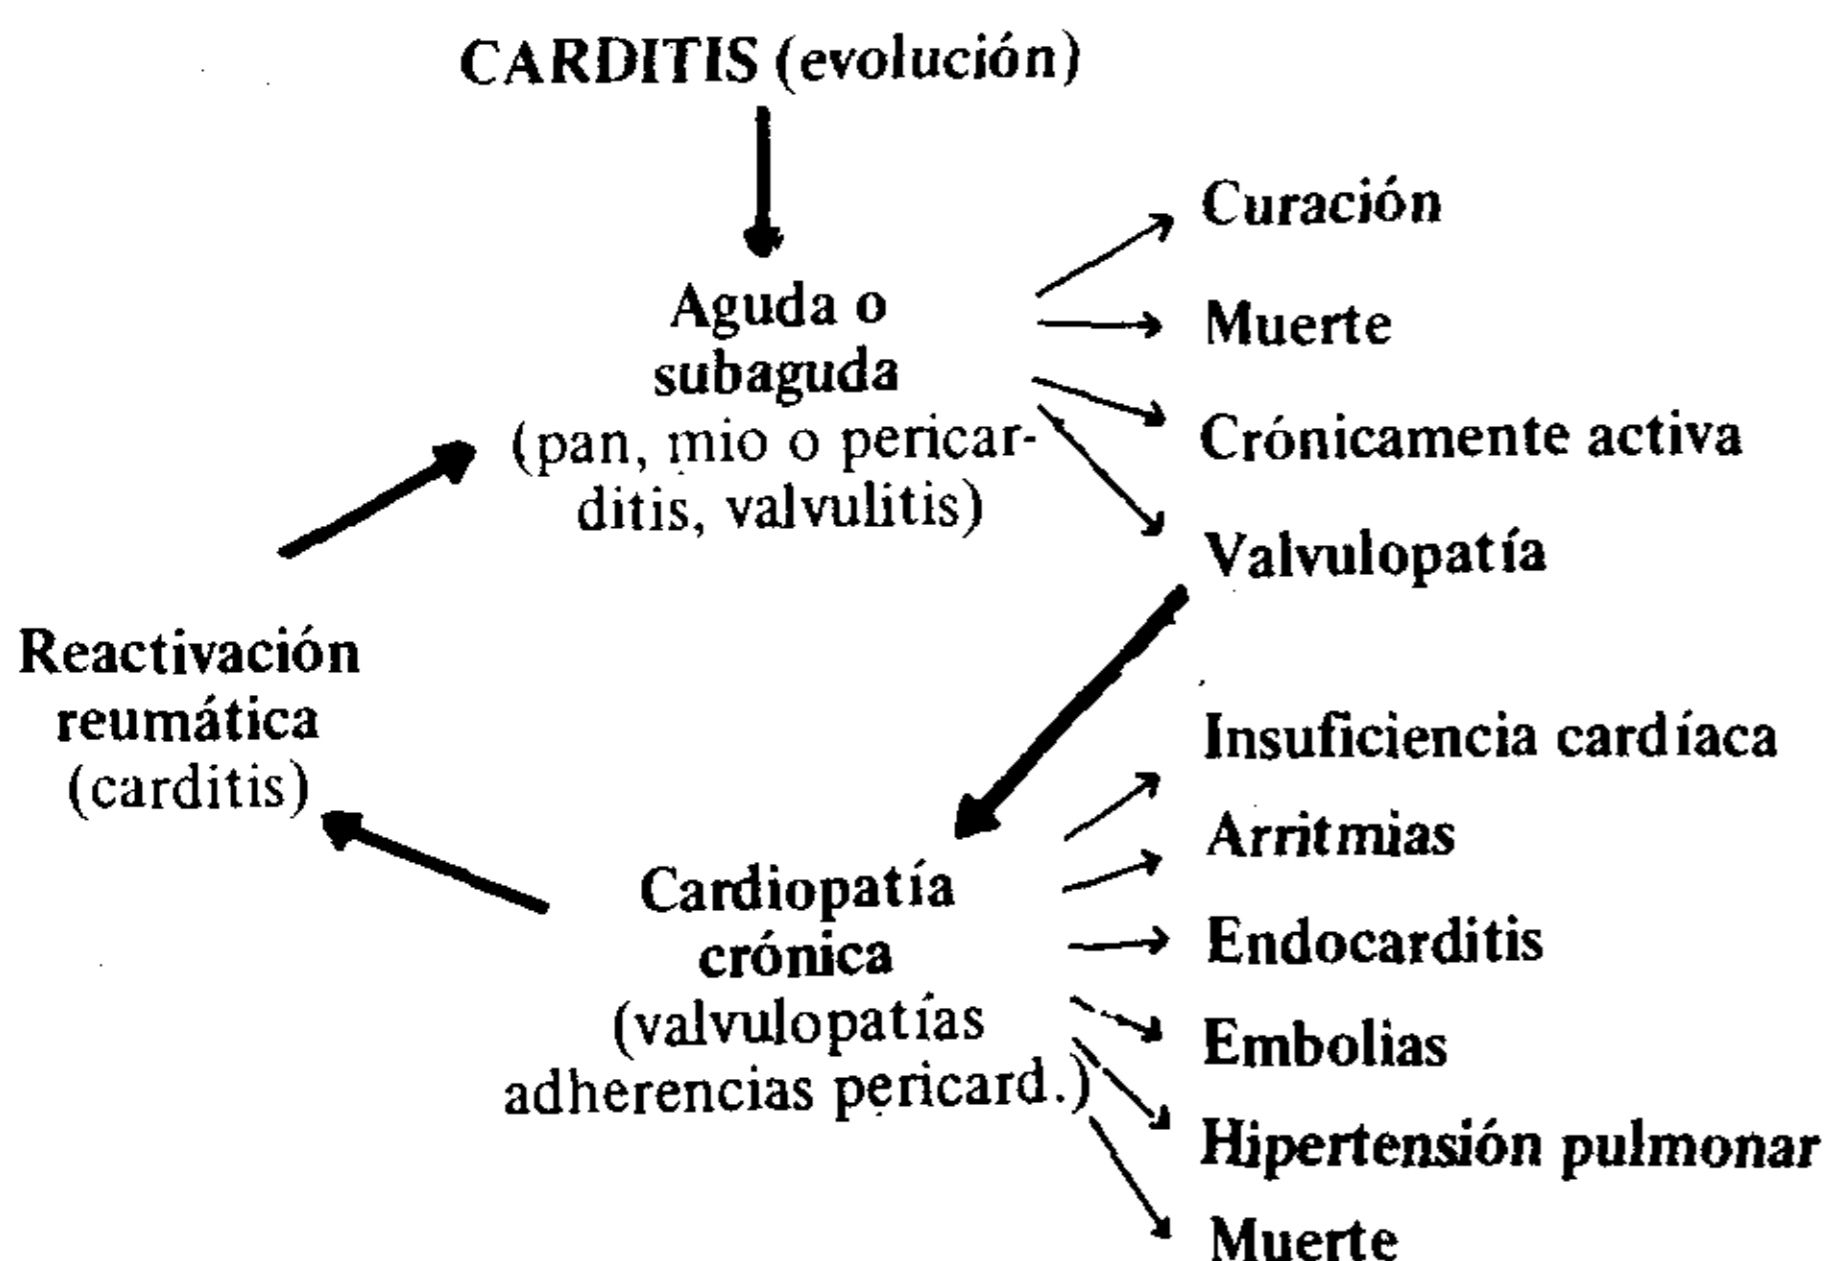 CARDITIS (evolución)
Aguda o
subaguda
(pan, mio o pericar-
ditis, valvulitis)
Curación
Muerte
Crónicamente activa
Valvulopatía
Reactivación
reumática
(carditis)
Cardiopatía
crónica
(valvulopatías
adherencias pericard.)
Insuficiencia cardíaca
Arritmias
Endocarditis
Embolias
Hipertensión pulmonar
Muerte